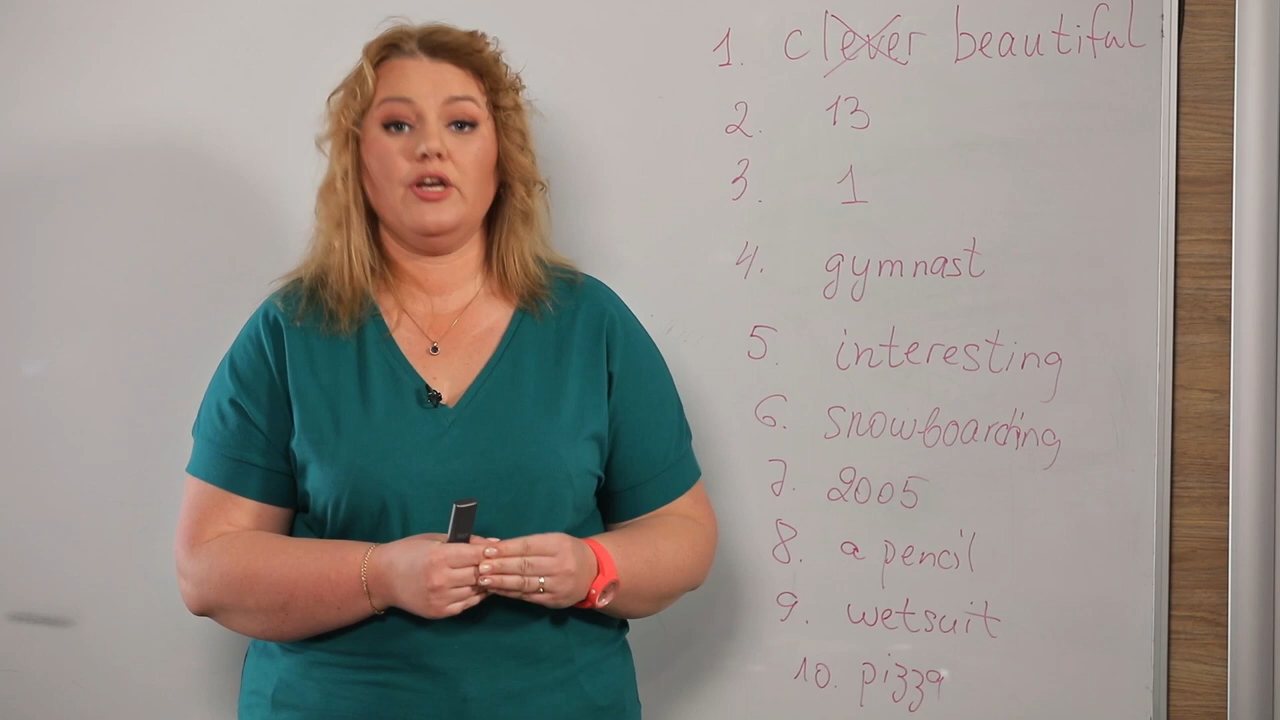 1. clever beautiful
2. 13
3. 1
4. gymnast
5. interesting
6. snowboarding
7. 2005
8. a pencil
9. wetsuit
10. pizza